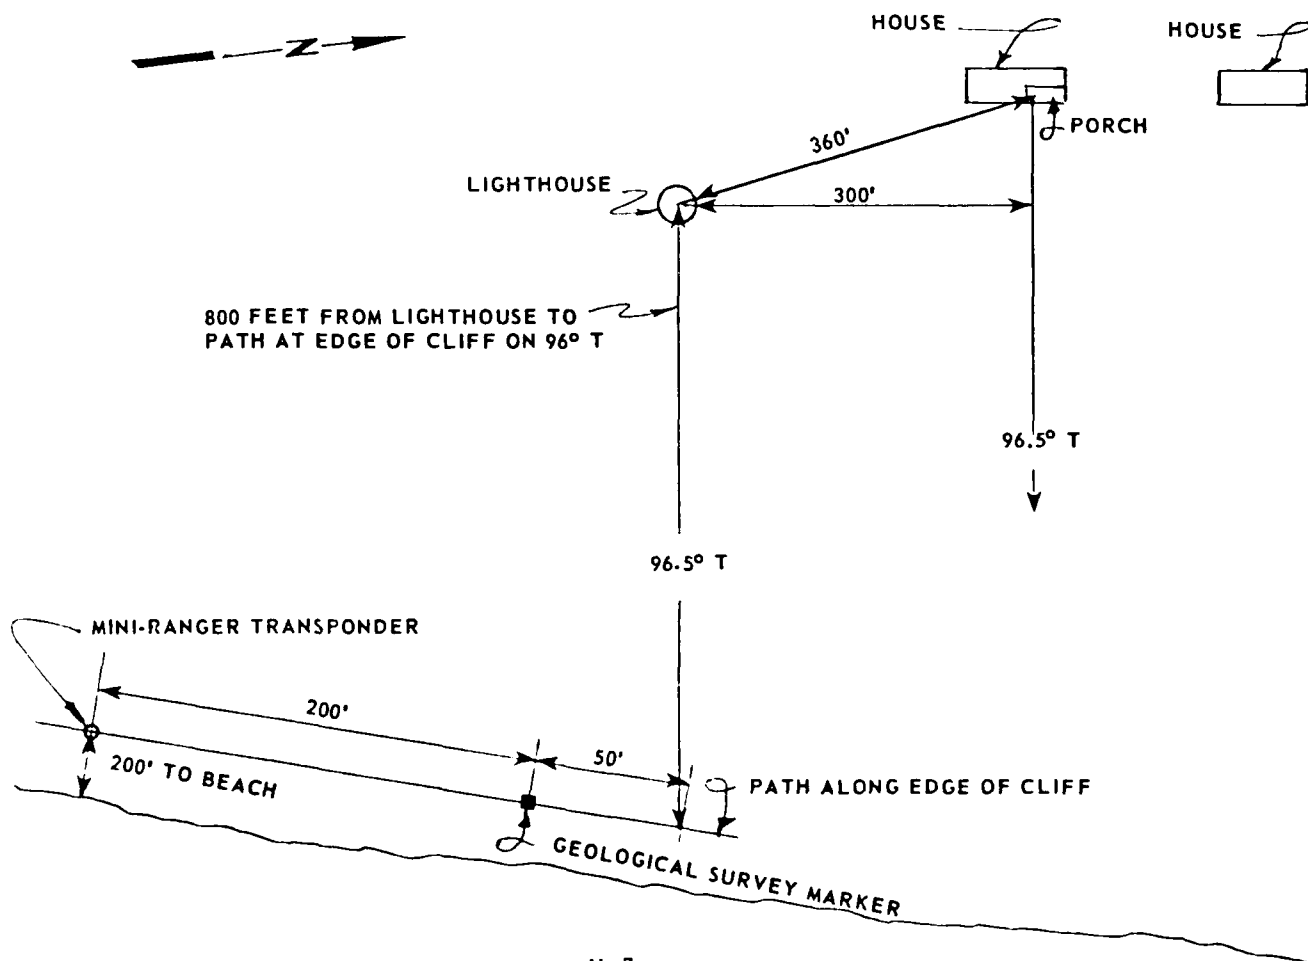 N
HOUSE
HOUSE
PORCH
360'
LIGHTHOUSE
300'
800 FEET FROM LIGHTHOUSE TO
PATH AT EDGE OF CLIFF ON 96° T
96.5° T
96.5° T
MINI-RANGER TRANSPONDER
200'
50'
200' TO BEACH
PATH ALONG EDGE OF CLIFF
GEOLOGICAL SURVEY MARKER